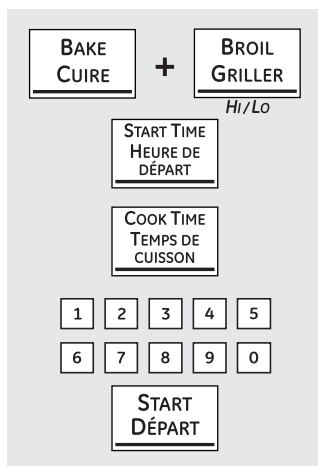 BAKE
CUIRE
+
BROIL
GRILLER
HI/LO
START TIME
HEURE DE
DÉPART
COOK TIME
TEMPS DE
CUISSON
1 2 3 4 5
6 7 8 9 0
START
DÉPART